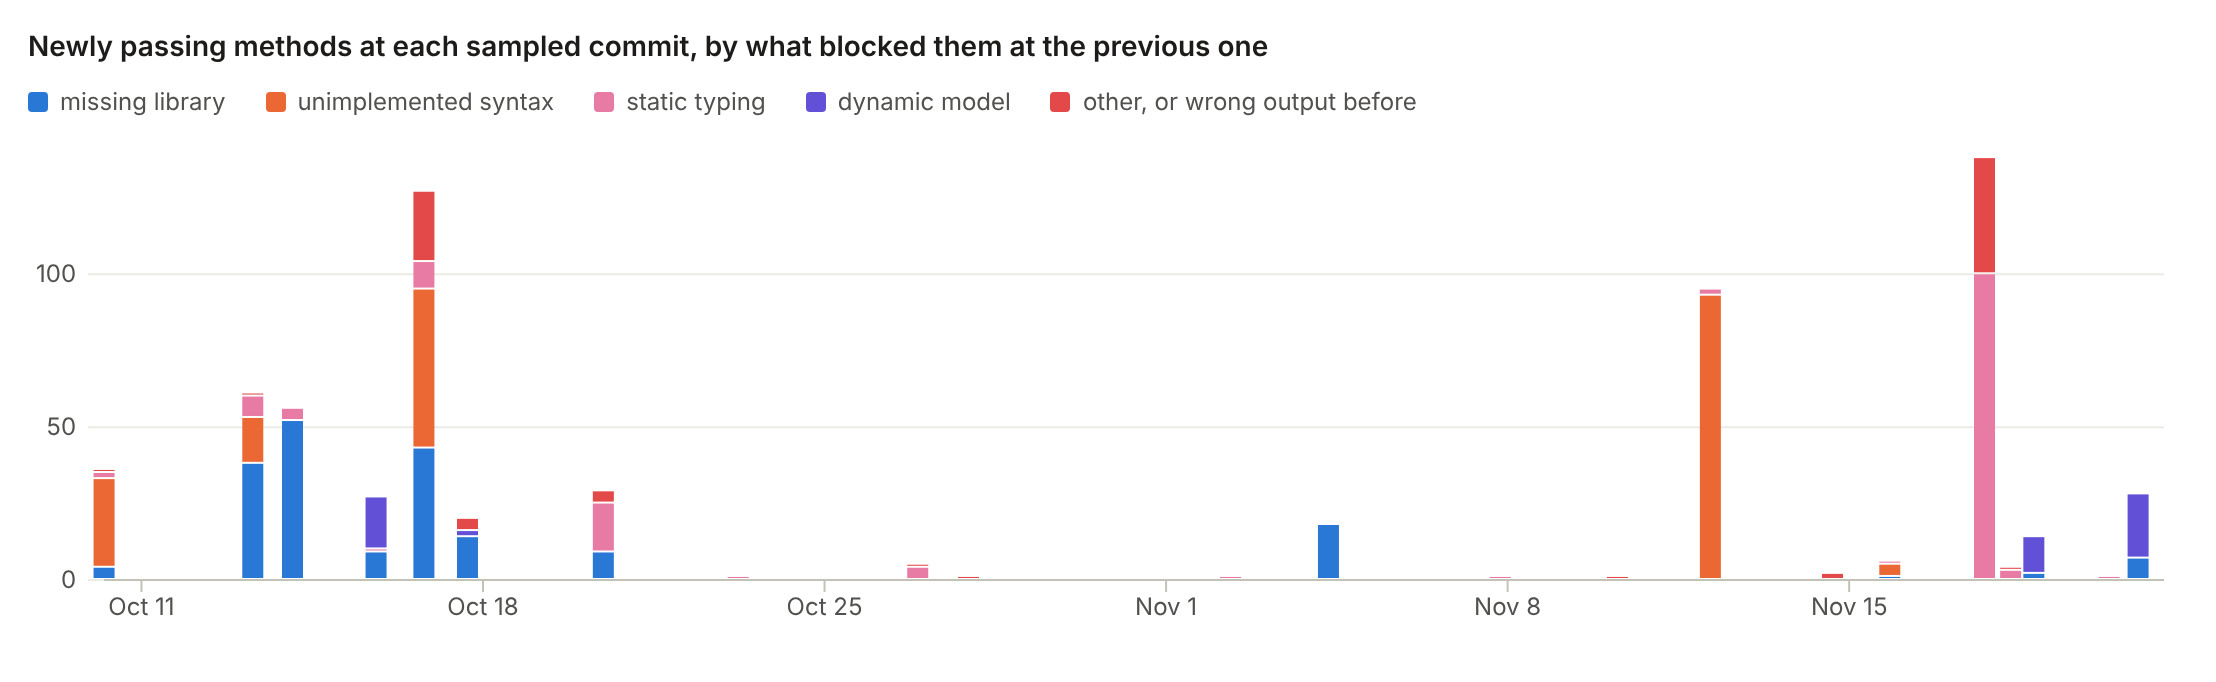 Newly passing methods at each sampled commit, by what blocked them at the previous one
missing library unimplemented syntax static typing dynamic model other, or wrong output before
100
50
0
Oct 11 Oct 18 Oct 25 Nov 1 Nov 8 Nov 15